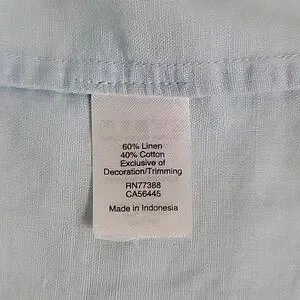 60% Linen
40% Cotton
Exclusive of
Decoration/Trimming
RN77388
CA56445
Made in Indonesia